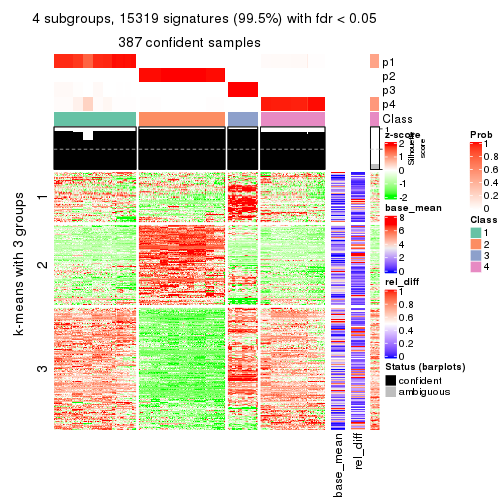 4 subgroups, 15319 signatures (99.5%) with fdr < 0.05
387 confident samples
p1
p2
p3
p4
Class
1
Silhouette
score
z-score
2
1
0
-1
-2
Prob
1
0.8
0.6
0.4
0.2
0
base_mean
8
6
4
2
0
Class
1
2
3
4
rel_diff
1
0.8
0.6
0.4
0.2
0
Status (barplots)
confident
ambiguous
k-means with 3 groups
1
2
3
base_mean
rel_diff